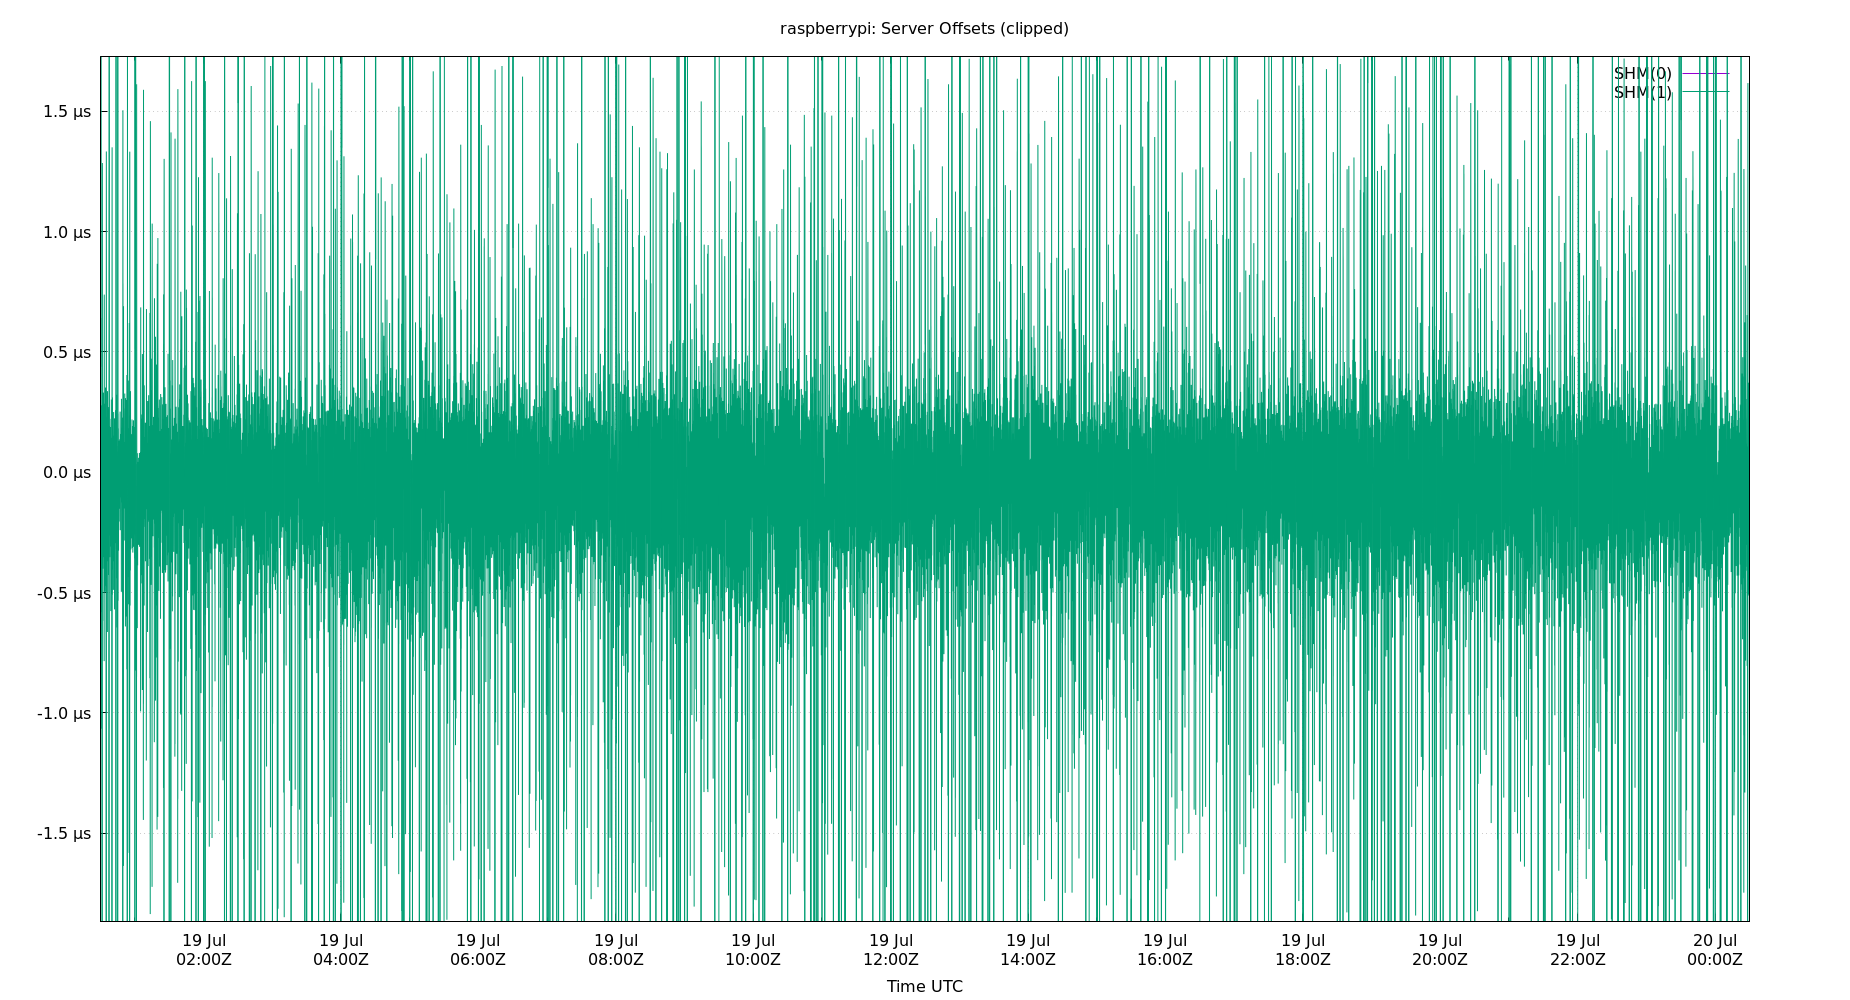 raspberrypi: Server Offsets (clipped)
SHM(0)
SHM(1)
1.5 µs
1.0 µs
0.5 µs
0.0 µs
-0.5 µs
-1.0 µs
-1.5 µs
19 Jul 19 Jul 19 Jul 19 Jul 19 Jul 19 Jul 19 Jul 19 Jul 19 Jul 19 Jul 19 Jul 20 Jul
02:00Z 04:00Z 06:00Z 08:00Z 10:00Z 12:00Z 14:00Z 16:00Z 18:00Z 20:00Z 22:00Z 00:00Z
Time UTC